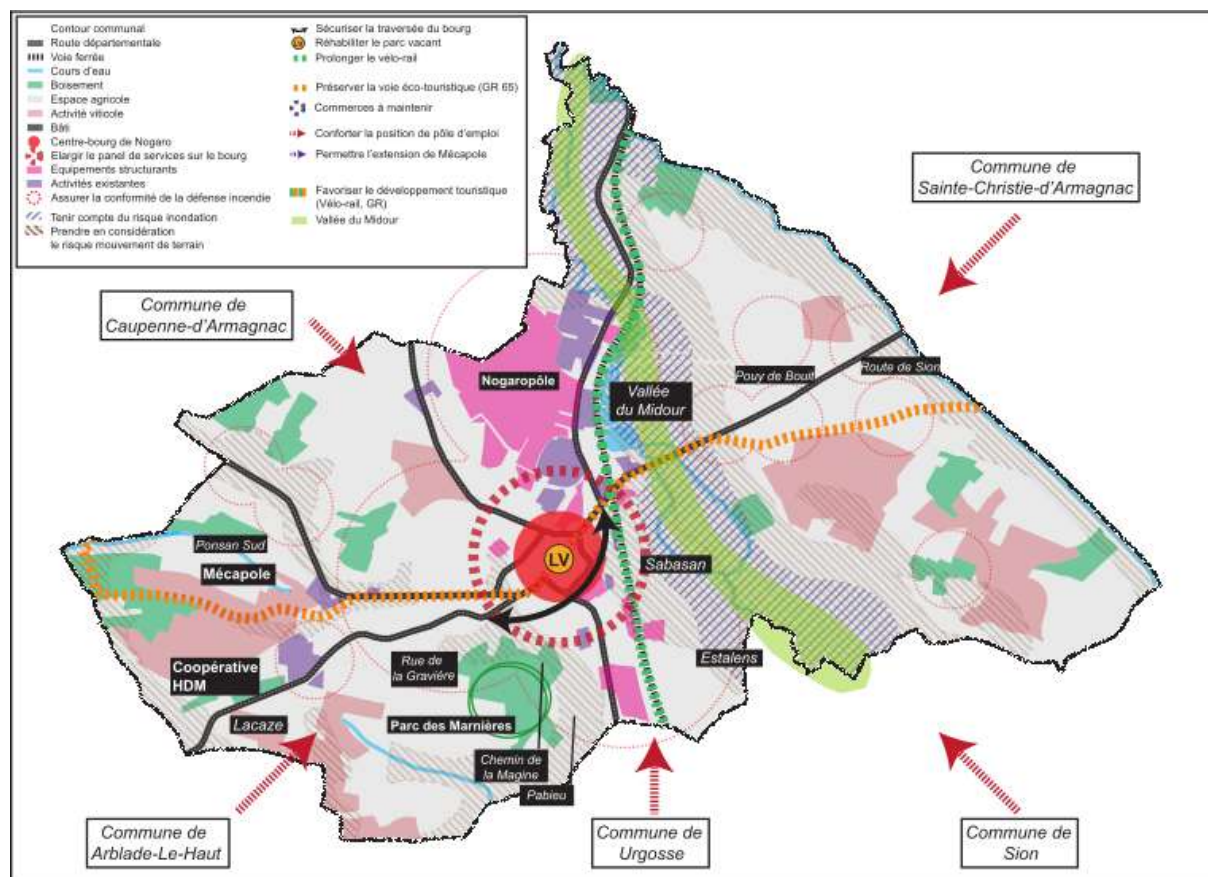 Contour communal
Route départementale
Voie ferrée
Cours d'eau
Boisement
Espace agricole
Activité viticole
Bâti
Centre-bourg de Nogaro
Elargir le panel de services sur le bourg
Equipements structurants
Activités existantes
Assurer la conformité de la défense incendie
Tenir compte du risque inondation
Prendre en considération
le risque mouvement de terrain
Sécuriser la traversée du bourg
LV
Réhabiliter le parc vacant
Prolonger le vélo-rail
Préserver la voie éco-touristique (GR 65)
Commerces à maintenir
Conforter la position de pôle d'emploi
Permettre l'extension de Mécapole
Favoriser le développement touristique
(Vélo-rail, GR)
Vallée du Midour
Commune de
Sainte-Christie-d'Armagnac
Commune de
Caupenne-d'Armagnac
Nogaropôle
Vallée
du Midour
Pouy de Bouit
Route de Sion
Ponsan Sud
Mécapole
LV
Sabasan
Estalens
Coopérative
HDM
Rue de
la Gravière
Lacaze
Parc des Marnières
Chemin de
la Magine
Pabieu
Commune de
Arblade-Le-Haut
Commune de
Urgosse
Commune de
Sion